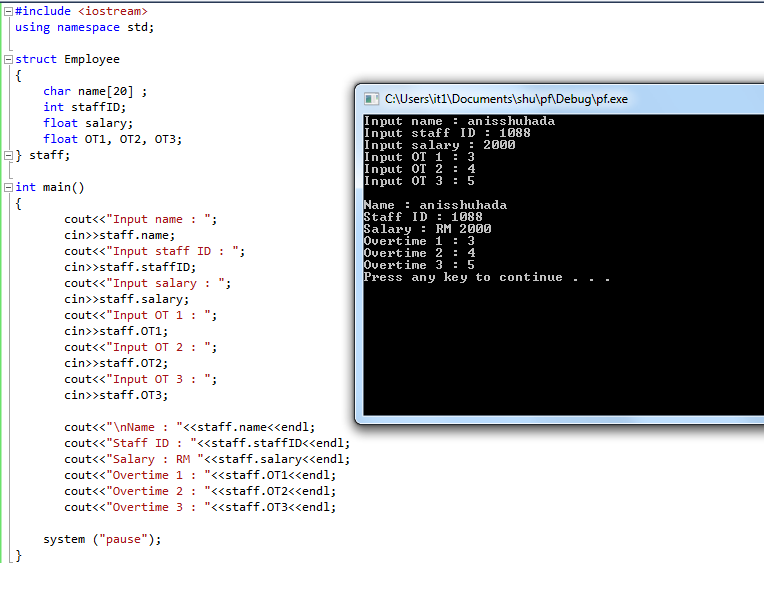 #include <iostream>
using namespace std;

struct Employee
{
    char name[20] ;
    int staffID;
    float salary;
    float OT1, OT2, OT3;
} staff;

int main()
{
       cout<<"Input name : ";
       cin>>staff.name;
       cout<<"Input staff ID : ";
       cin>>staff.staffID;
       cout<<"Input salary : ";
       cin>>staff.salary;
       cout<<"Input OT 1 : ";
       cin>>staff.OT1;
       cout<<"Input OT 2 : ";
       cin>>staff.OT2;
       cout<<"Input OT 3 : ";
       cin>>staff.OT3;

       cout<<"\nName : "<<staff.name<<endl;
       cout<<"Staff ID : "<<staff.staffID<<endl;
       cout<<"Salary : RM "<<staff.salary<<endl;
       cout<<"Overtime 1 : "<<staff.OT1<<endl;
       cout<<"Overtime 2 : "<<staff.OT2<<endl;
       cout<<"Overtime 3 : "<<staff.OT3<<endl;

    system ("pause");
}
C:\Users\it1\Documents\shu\pf\Debug\pf.exe
Input name : anisshuhada
Input staff ID : 1088
Input salary : 2000
Input OT 1 : 3
Input OT 2 : 4
Input OT 3 : 5

Name : anisshuhada
Staff ID : 1088
Salary : RM 2000
Overtime 1 : 3
Overtime 2 : 4
Overtime 3 : 5
Press any key to continue . . .